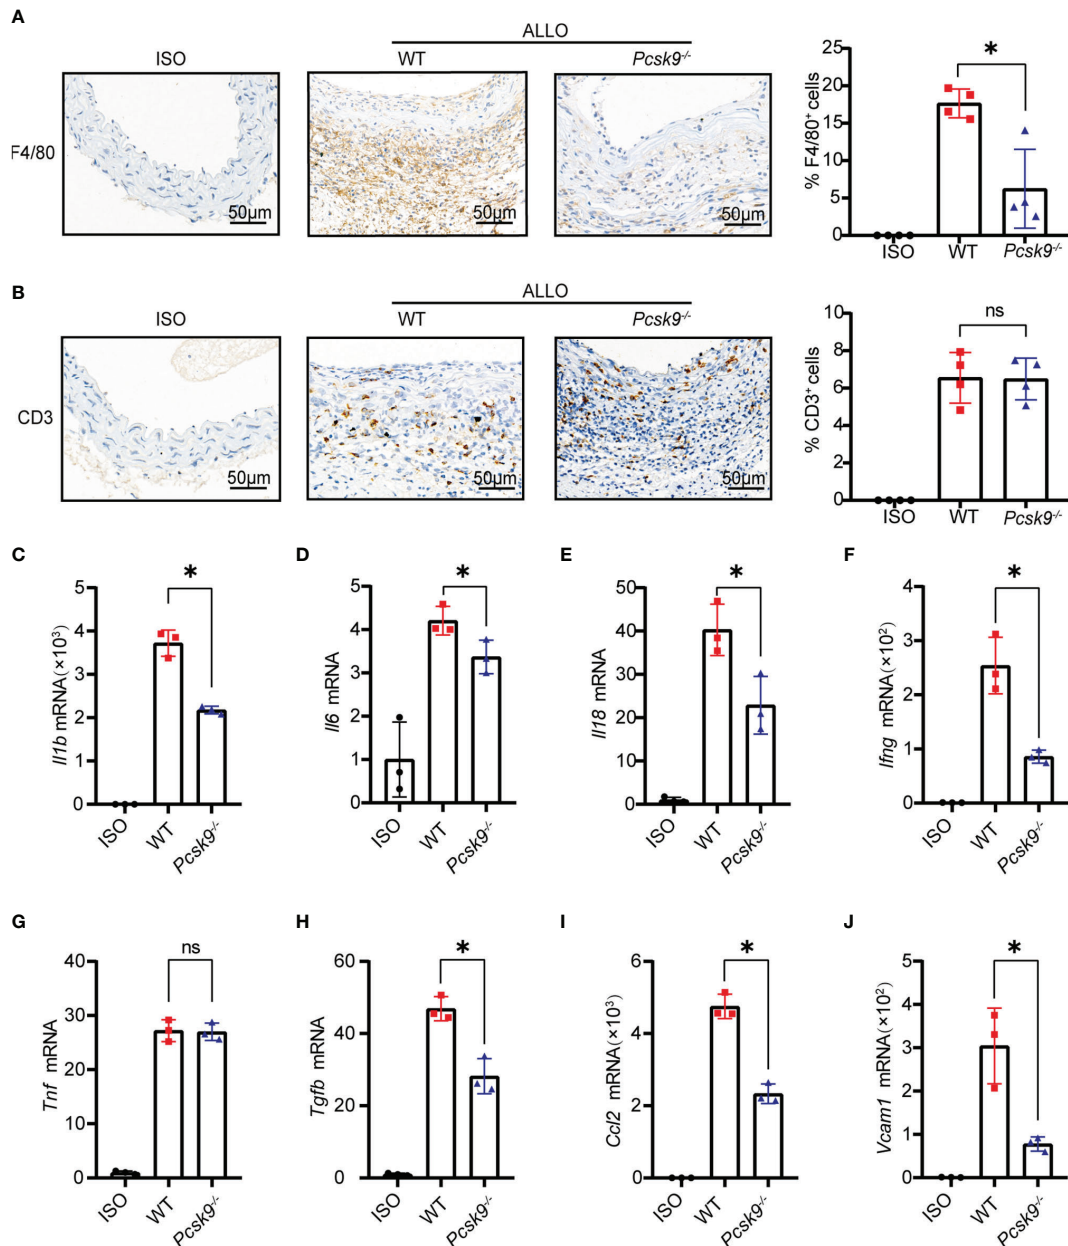 A
ALLO
ISO WT Pcsk9-/-
F4/80
50μm 50μm 50μm
% F4/80+ cells
25
20
15
10
5
0
*
ISO WT Pcsk9-/-
B
ALLO
ISO WT Pcsk9-/-
CD3
50μm 50μm 50μm
% CD3+ cells
8
6
4
2
0
ns
ISO WT Pcsk9-/-
C
Il1b mRNA(×10³)
5
4
3
2
1
0
*
ISO WT Pcsk9-/-
D
Il6 mRNA
5
4
3
2
1
0
*
ISO WT Pcsk9-/-
E
Il18 mRNA
50
40
30
20
10
0
*
ISO WT Pcsk9-/-
F
Ifng mRNA(×10²)
4
3
2
1
0
*
ISO WT Pcsk9-/-
G
Tnf mRNA
40
30
20
10
0
ns
ISO WT Pcsk9-/-
H
Tgfb mRNA
60
40
20
0
*
ISO WT Pcsk9-/-
I
Ccl2 mRNA(×10³)
6
4
2
0
*
ISO WT Pcsk9-/-
J
Vcam1 mRNA(×10²)
5
4
3
2
1
0
*
ISO WT Pcsk9-/-